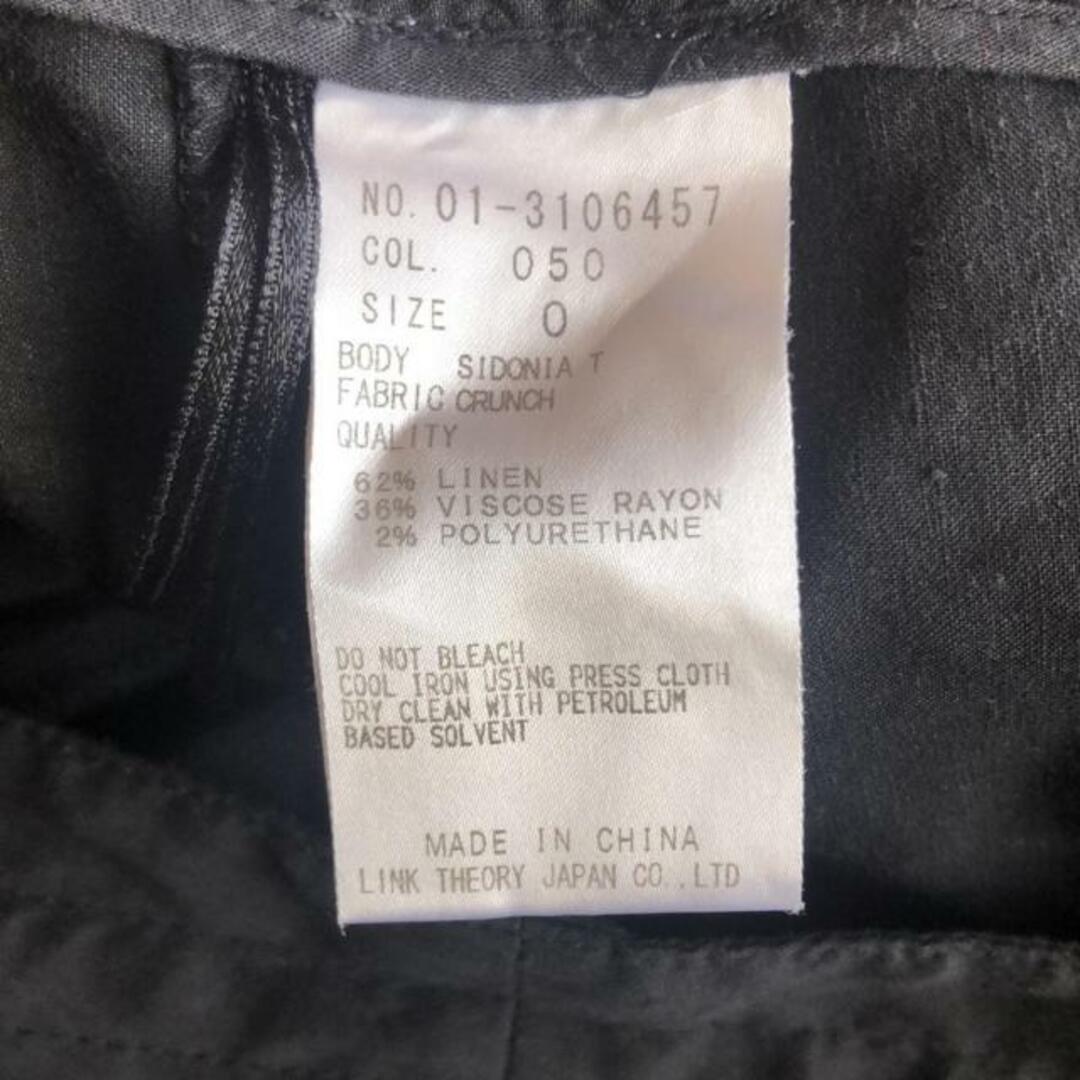 NO. 01-3106457
COL. 050
SIZE 0
BODY SIDONIA T
FABRIC CRUNCH
QUALITY
62% LINEN
36% VISCOSE RAYON
2% POLYURETHANE
DO NOT BLEACH
COOL IRON USING PRESS CLOTH
DRY CLEAN WITH PETROLEUM
BASED SOLVENT
MADE IN CHINA
LINK THEORY JAPAN CO.,LTD